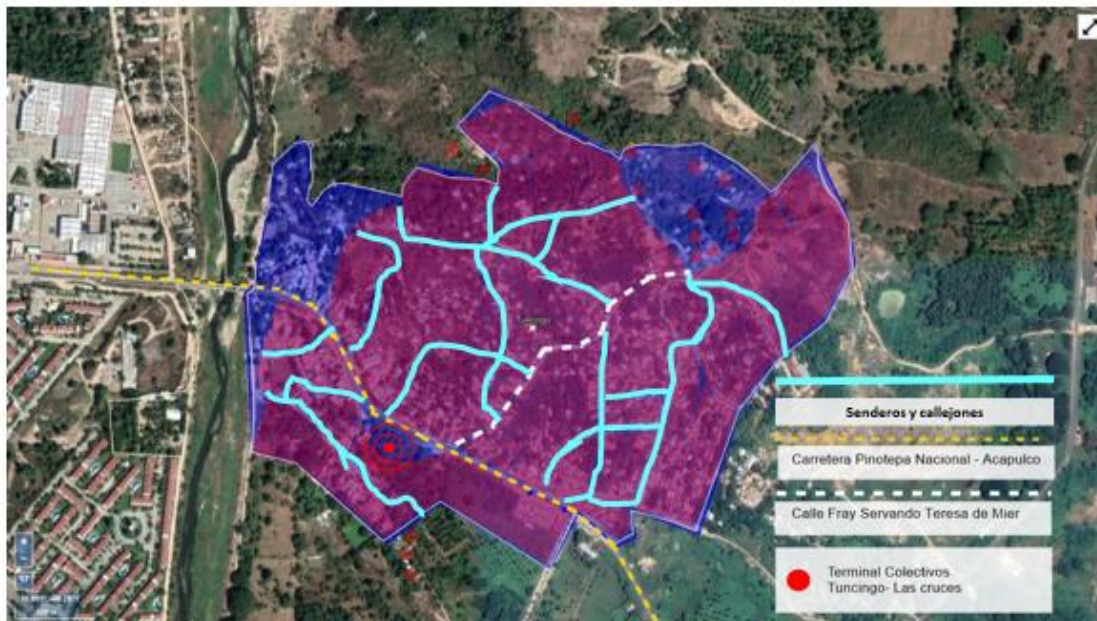 Senderos y callejones
Carretera Pinotepa Nacional - Acapulco
Calle Fray Servando Teresa de Mier
Terminal Colectivos
Tuncingo- Las cruces